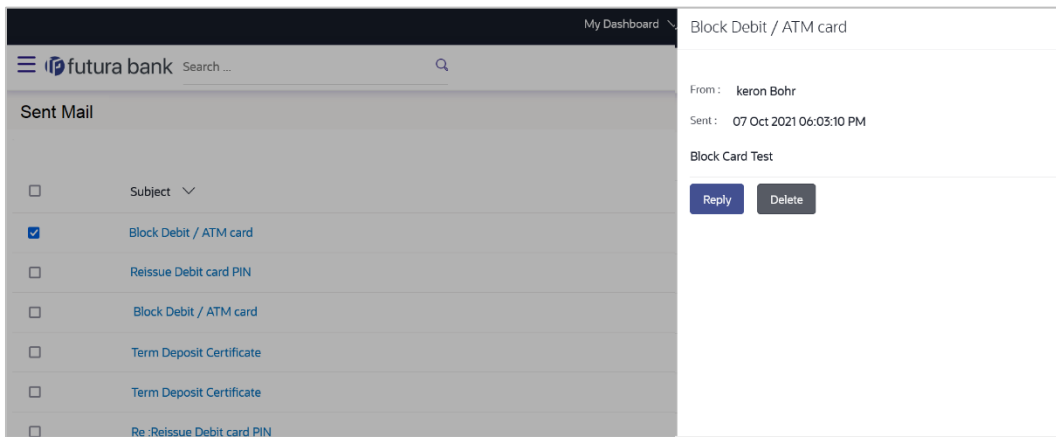 My Dashboard
futura bank Search ...
Sent Mail
Subject
Block Debit / ATM card
Reissue Debit card PIN
Block Debit / ATM card
Term Deposit Certificate
Term Deposit Certificate
Re :Reissue Debit card PIN
Block Debit / ATM card
From : keron Bohr
Sent : 07 Oct 2021 06:03:10 PM
Block Card Test
Reply Delete